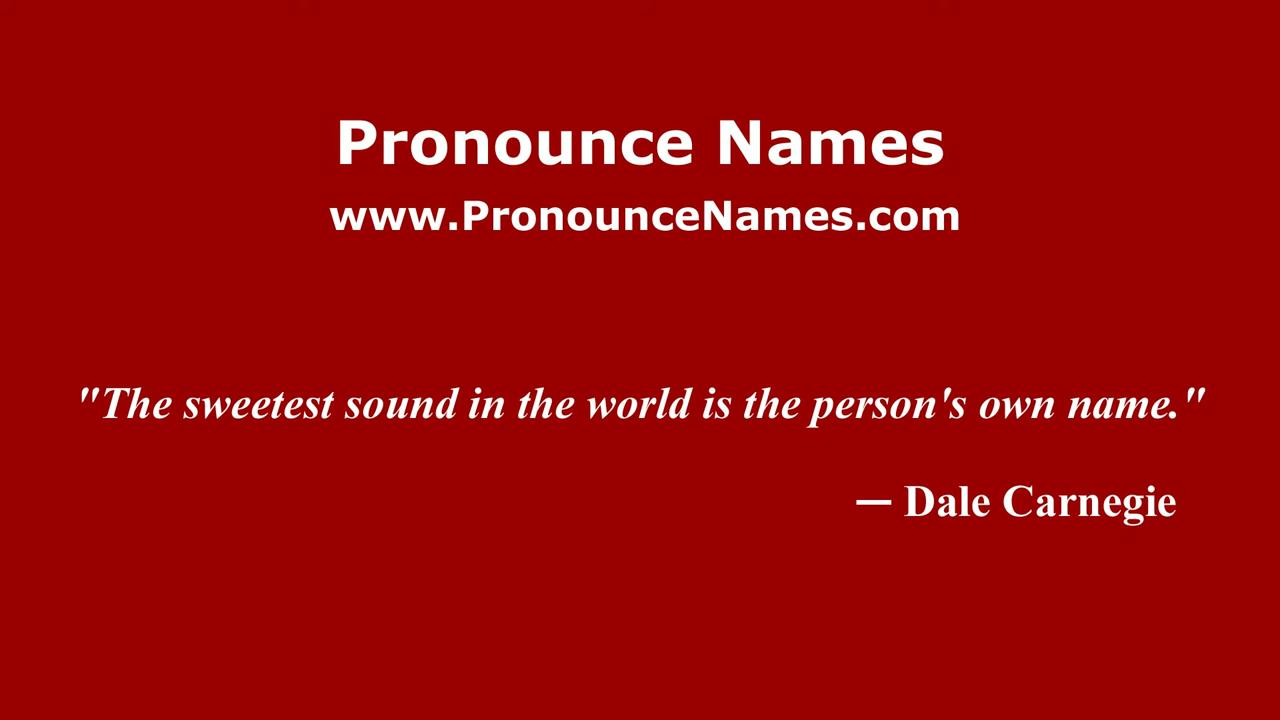 Pronounce Names
www.PronounceNames.com
"The sweetest sound in the world is the person's own name."
— Dale Carnegie